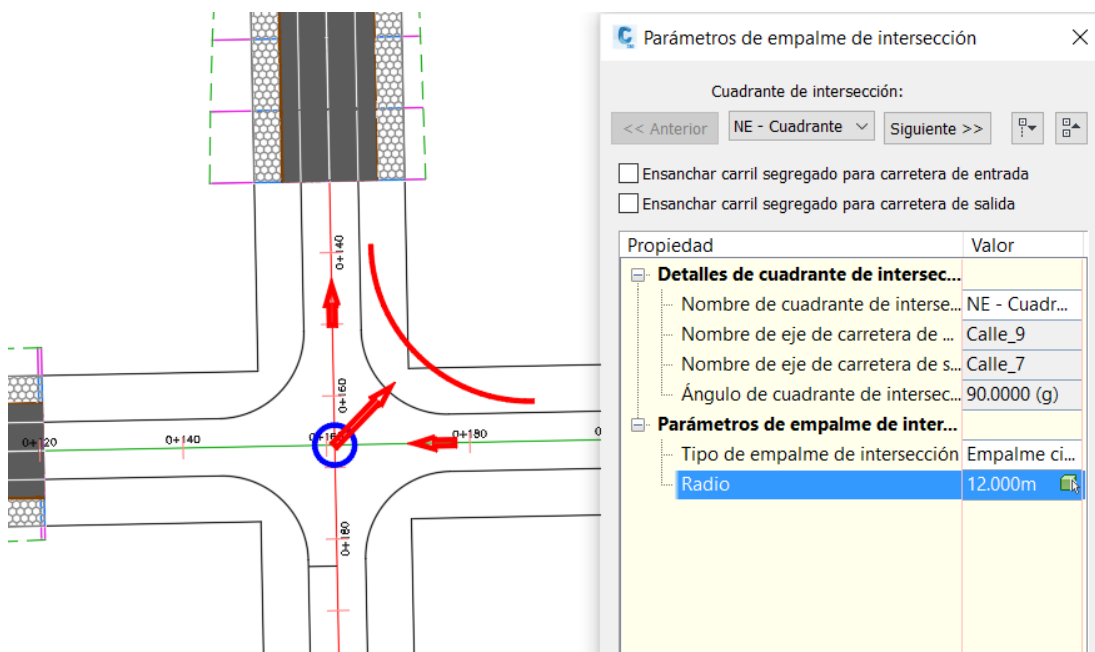 Parámetros de empalme de intersección
Cuadrante de intersección:
<< Anterior
NE - Cuadrante
Siguiente >>
Ensanchar carril segregado para carretera de entrada
Ensanchar carril segregado para carretera de salida
Propiedad Valor
Detalles de cuadrante de intersec...
Nombre de cuadrante de interse... NE - Cuadr...
Nombre de eje de carretera de ... Calle_9
Nombre de eje de carretera de s... Calle_7
Ángulo de cuadrante de intersec... 90.0000 (g)
Parámetros de empalme de inter...
Tipo de empalme de intersección Empalme ci...
Radio 12.000m
0+140
0+160
0+120
0+140
0+180
0+180